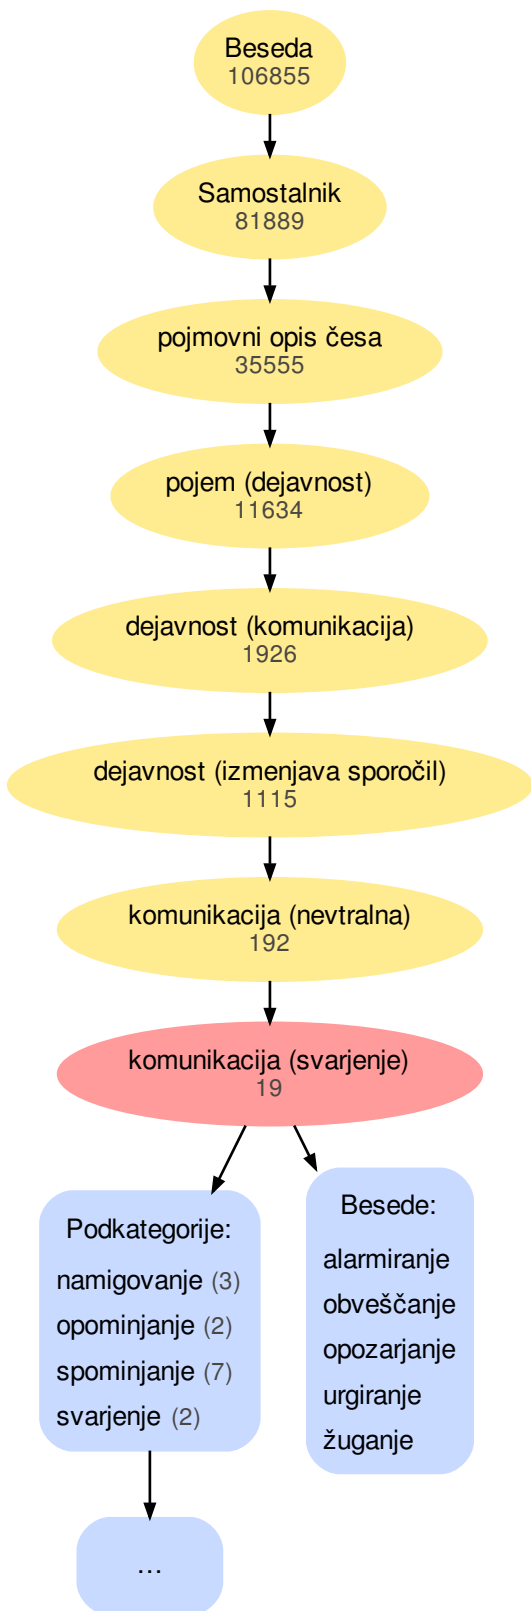 Beseda
106855
Samostalnik
81889
pojmovni opis česa
35555
pojem (dejavnost)
11634
dejavnost (komunikacija)
1926
dejavnost (izmenjava sporočil)
1115
komunikacija (nevtralna)
192
komunikacija (svarjenje)
19
Podkategorije:
namigovanje (3)
opominjanje (2)
spominjanje (7)
svarjenje (2)
Besede:
alarmiranje
obveščanje
opozarjanje
urgiranje
žuganje
...